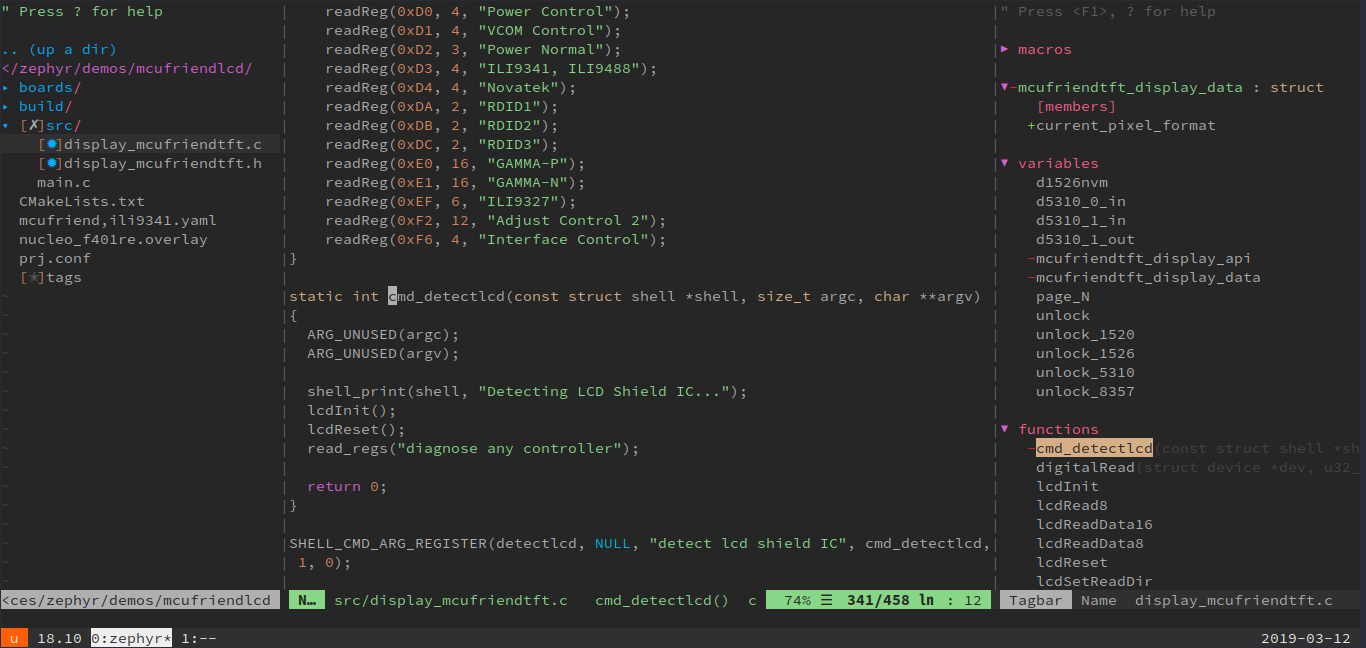 " Press ? for help
.. (up a dir)
</zephyr/demos/mcufriendlcd/
▸ boards/
▸ build/
▾ [✗]src/
[✹]display_mcufriendtft.c
[✹]display_mcufriendtft.h
main.c
CMakeLists.txt
mcufriend,ili9341.yaml
nucleo_f401re.overlay
prj.conf
[★]tags
<ces/zephyr/demos/mcufriendlcd
readReg(0xD0, 4, "Power Control");
readReg(0xD1, 4, "VCOM Control");
readReg(0xD2, 3, "Power Normal");
readReg(0xD3, 4, "ILI9341, ILI9488");
readReg(0xD4, 4, "Novatek");
readReg(0xDA, 2, "RDID1");
readReg(0xDB, 2, "RDID2");
readReg(0xDC, 2, "RDID3");
readReg(0xE0, 16, "GAMMA-P");
readReg(0xE1, 16, "GAMMA-N");
readReg(0xEF, 6, "ILI9327");
readReg(0xF2, 12, "Adjust Control 2");
readReg(0xF6, 4, "Interface Control");
}
static int cmd_detectlcd(const struct shell *shell, size_t argc, char **argv)
{
ARG_UNUSED(argc);
ARG_UNUSED(argv);
shell_print(shell, "Detecting LCD Shield IC...");
lcdInit();
lcdReset();
read_regs("diagnose any controller");
return 0;
}
SHELL_CMD_ARG_REGISTER(detectlcd, NULL, "detect lcd shield IC", cmd_detectlcd,
1, 0);
N… src/display_mcufriendtft.c cmd_detectlcd() c 74% ☰ 341/458 ln : 12
" Press <F1>, ? for help
▶ macros
▼-mcufriendtft_display_data : struct
[members]
+current_pixel_format
▼ variables
d1526nvm
d5310_0_in
d5310_1_in
d5310_1_out
-mcufriendtft_display_api
-mcufriendtft_display_data
page_N
unlock
unlock_1520
unlock_1526
unlock_5310
unlock_8357
▼ functions
-cmd_detectlcd(const struct shell *sh
digitalRead(struct device *dev, u32_
lcdInit
lcdRead8
lcdReadData16
lcdReadData8
lcdReset
lcdSetReadDir
Tagbar Name display_mcufriendtft.c
u 18.10 0:zephyr* 1:-- 2019-03-12